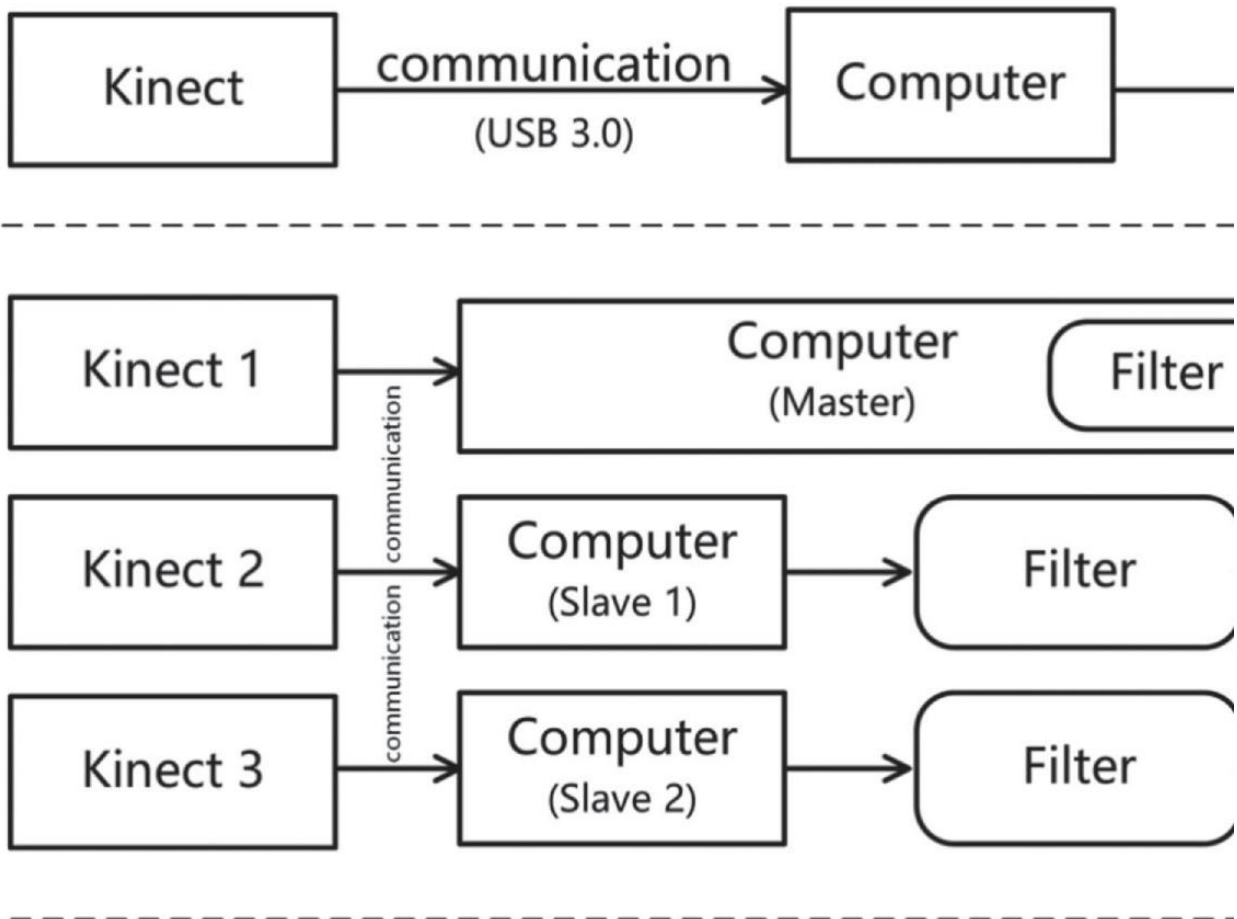 Kinect
communication
(USB 3.0)
Computer
Kinect 1
communication
Computer
(Master)
Filter
Kinect 2
communication
Computer
(Slave 1)
Filter
Kinect 3
Computer
(Slave 2)
Filter